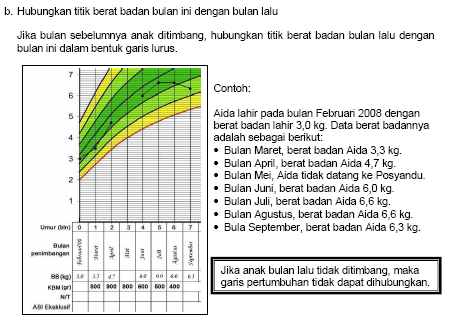 b. Hubungkan titik berat badan bulan ini dengan bulan lalu
Jika bulan sebelumnya anak ditimbang, hubungkan titik berat badan bulan lalu dengan
bulan ini dalam bentuk garis lurus.
7
6
5
4
3
2
1
Umur (bln) 0 1 2 3 4 5 6 7
Bulan
penimbangan
Februari'08 Maret April Mei Juni Juli Agustus September
BB (kg) 3.0 3.3 4.7 6.0 6.6 6.6 6.3
KBM (gr) 800 900 800 600 500 400
N/T
ASI Eksklusif
Contoh:
Aida lahir pada bulan Februari 2008 dengan
berat badan lahir 3,0 kg. Data berat badannya
adalah sebagai berikut:
• Bulan Maret, berat badan Aida 3,3 kg.
• Bulan April, berat badan Aida 4,7 kg.
• Bulan Mei, Aida tidak datang ke Posyandu.
• Bulan Juni, berat badan Aida 6,0 kg.
• Bulan Juli, berat badan Aida 6,6 kg.
• Bulan Agustus, berat badan Aida 6,6 kg.
• Bula September, berat badan Aida 6,3 kg.
Jika anak bulan lalu tidak ditimbang, maka
garis pertumbuhan tidak dapat dihubungkan.